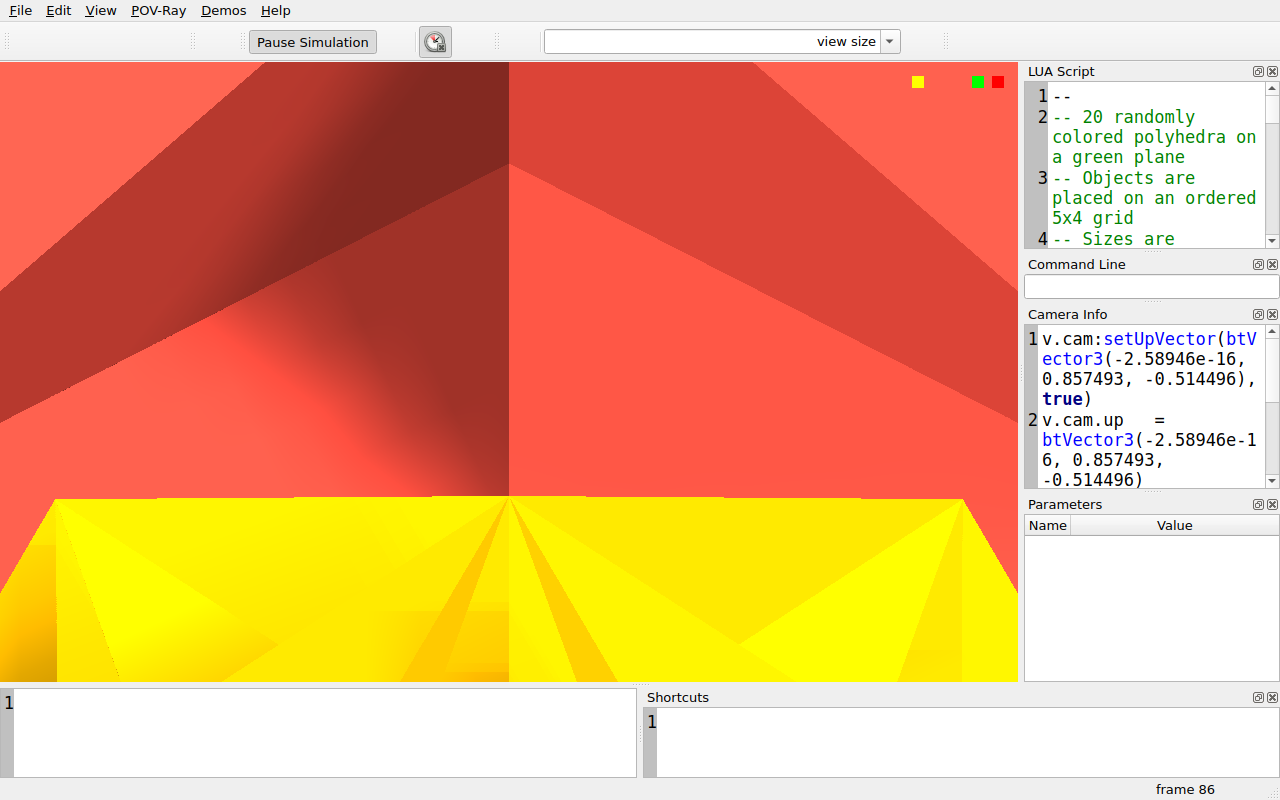 File Edit View POV-Ray Demos Help
Pause Simulation
view size
LUA Script
1 --
2 -- 20 randomly
colored polyhedra on
a green plane
3 -- Objects are
placed on an ordered
5x4 grid
4 -- Sizes are
Command Line
Camera Info
1 v.cam:setUpVector(btV
ector3(-2.58946e-16,
0.857493, -0.514496),
true)
2 v.cam.up   =
btVector3(-2.58946e-1
6, 0.857493,
-0.514496)
Parameters
Name Value
1
Shortcuts
1
frame 86